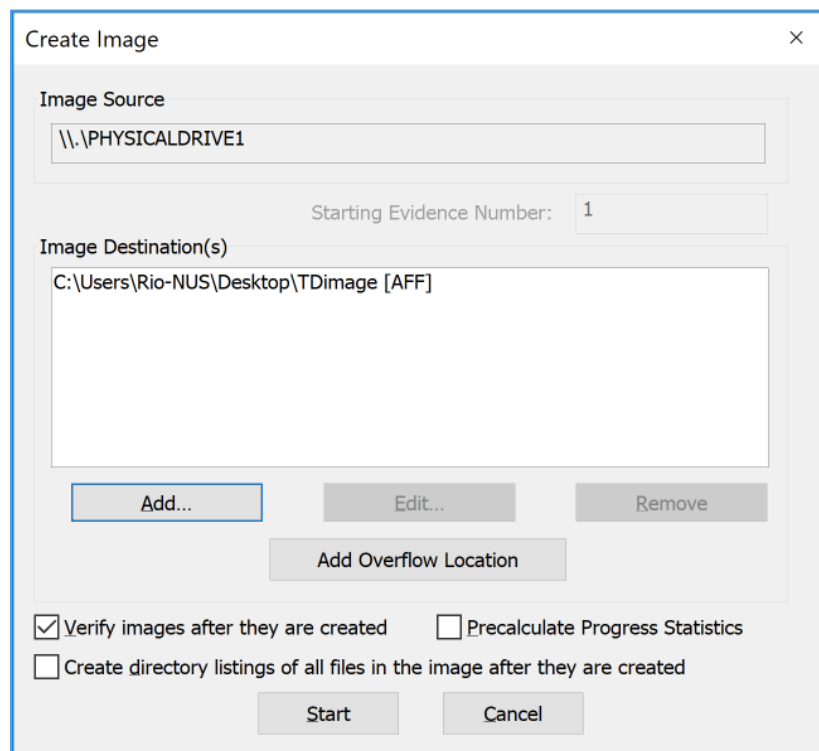 Create Image
Image Source
\\.\PHYSICALDRIVE1
Starting Evidence Number: 1
Image Destination(s)
C:\Users\Rio-NUS\Desktop\TDimage [AFF]
Add... Edit... Remove
Add Overflow Location
Verify images after they are created Precalculate Progress Statistics
Create directory listings of all files in the image after they are created
Start Cancel